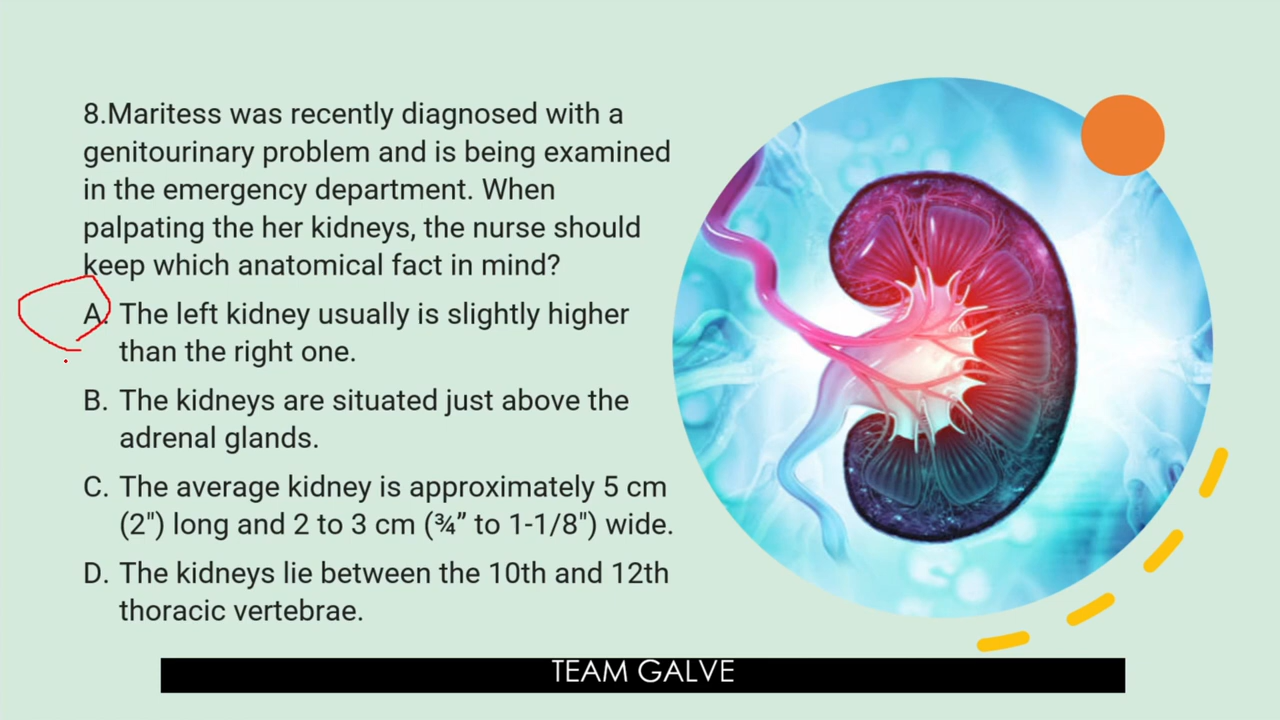 8.Maritess was recently diagnosed with a
genitourinary problem and is being examined
in the emergency department. When
palpating the her kidneys, the nurse should
keep which anatomical fact in mind?
A. The left kidney usually is slightly higher
than the right one.
B. The kidneys are situated just above the
adrenal glands.
C. The average kidney is approximately 5 cm
(2") long and 2 to 3 cm (¾” to 1-1/8") wide.
D. The kidneys lie between the 10th and 12th
thoracic vertebrae.
TEAM GALVE